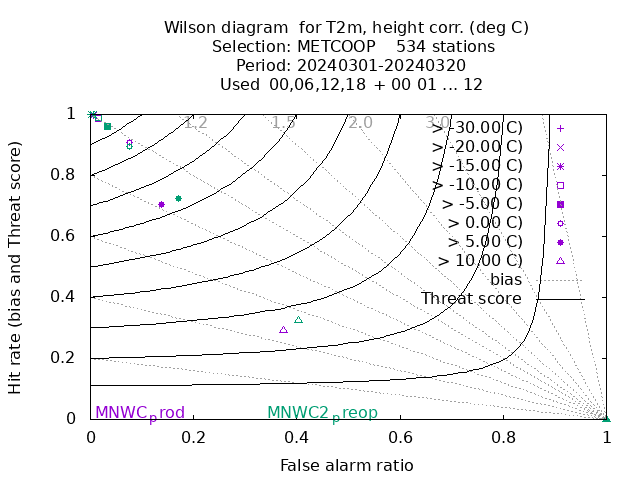 Wilson diagram  for T2m, height corr. (deg C)
Selection: METCOOP    534 stations
Period: 20240301-20240320
Used  00,06,12,18 + 00 01 ... 12
Hit rate (bias and Threat score)
1
0.8
0.6
0.4
0.2
0
1.2
1.5
2.0
3.0
> -30.00 C)
> -20.00 C)
> -15.00 C)
> -10.00 C)
> -5.00 C)
> 0.00 C)
> 5.00 C)
> 10.00 C)
bias
Threat score
MNWCprod
MNWC2preop
0
0.2
0.4
0.6
0.8
1
False alarm ratio